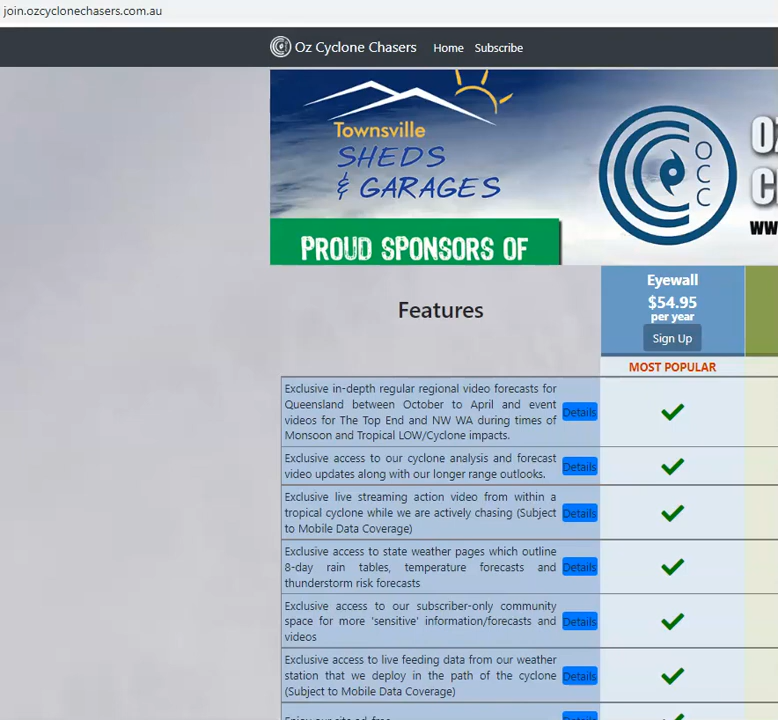 join.ozcyclonechasers.com.au
Oz Cyclone Chasers Home Subscribe
Townsville
SHEDS
& GARAGES
PROUD SPONSORS OF
O
C
C
WW
Features
Eyewall
$54.95
per year
Sign Up
MOST POPULAR
Exclusive in-depth regular regional video forecasts for
Queensland between October to April and event
videos for The Top End and NW WA during times of
Monsoon and Tropical LOW/Cyclone impacts.
Details
Exclusive access to our cyclone analysis and forecast
video updates along with our longer range outlooks.
Details
Exclusive live streaming action video from within a
tropical cyclone while we are actively chasing (Subject
to Mobile Data Coverage)
Details
Exclusive access to state weather pages which outline
8-day rain tables, temperature forecasts and
thunderstorm risk forecasts
Details
Exclusive access to our subscriber-only community
space for more 'sensitive' information/forecasts and
videos
Details
Exclusive access to live feeding data from our weather
station that we deploy in the path of the cyclone
(Subject to Mobile Data Coverage)
Details
Enjoy our site ad-free